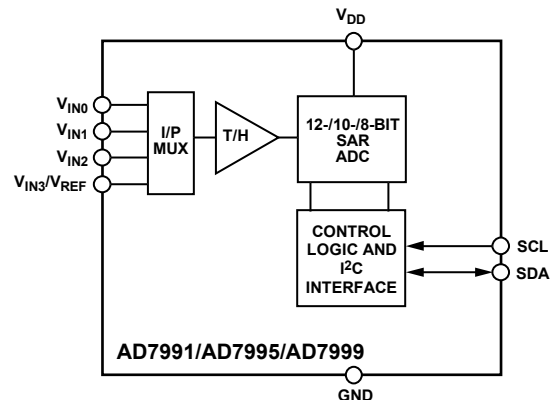 VDD
VIN0
VIN1
VIN2
VIN3/VREF
I/P
MUX
T/H
12-/10-/8-BIT
SAR
ADC
CONTROL
LOGIC AND
I2C
INTERFACE
SCL
SDA
AD7991/AD7995/AD7999
GND